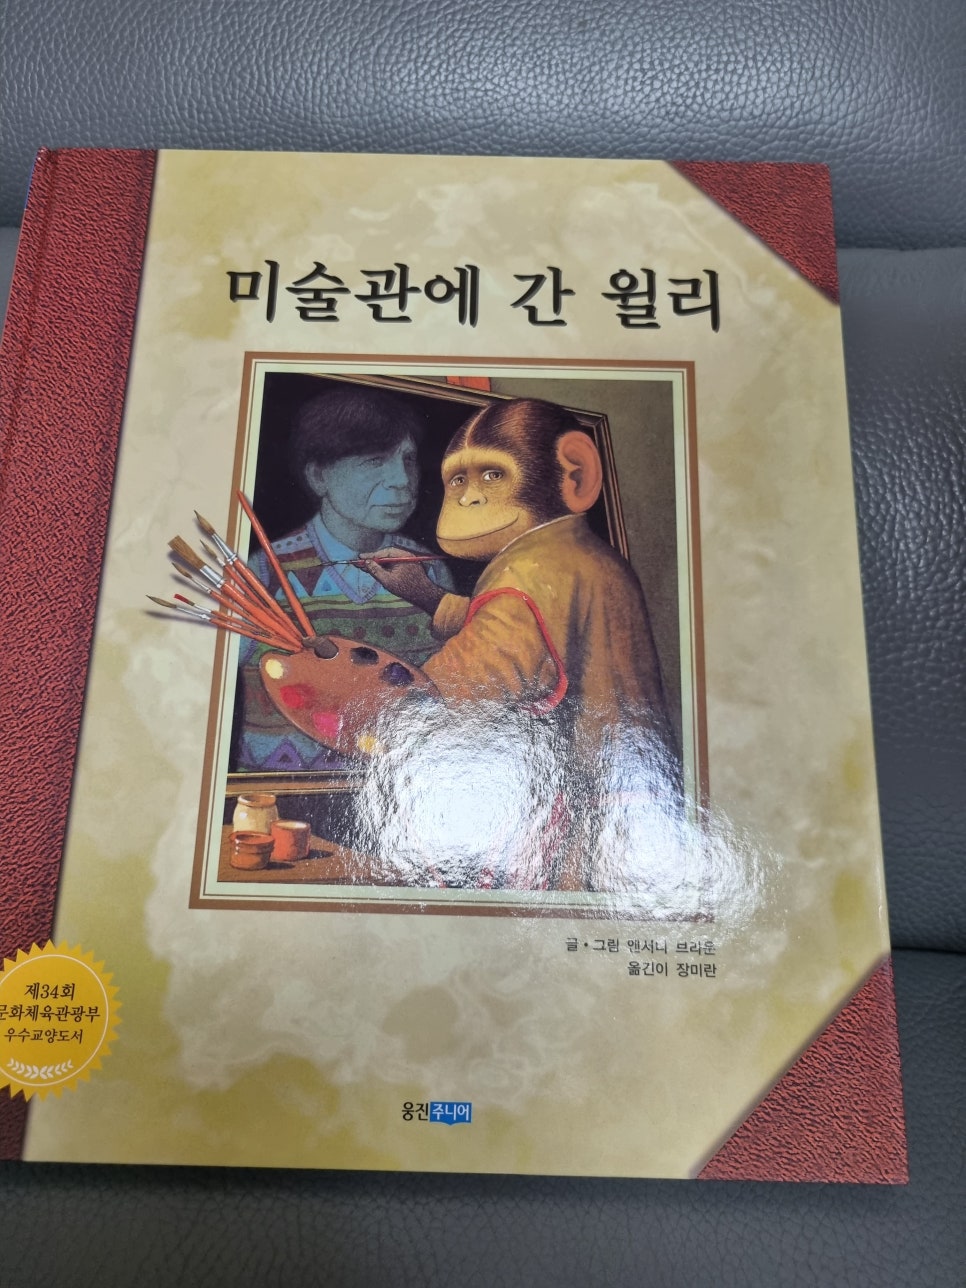 미술관에 간 윌리
글·그림 앤서니 브라운
옮긴이 장미란
제34회
문화체육관광부
우수교양도서
웅진주니어